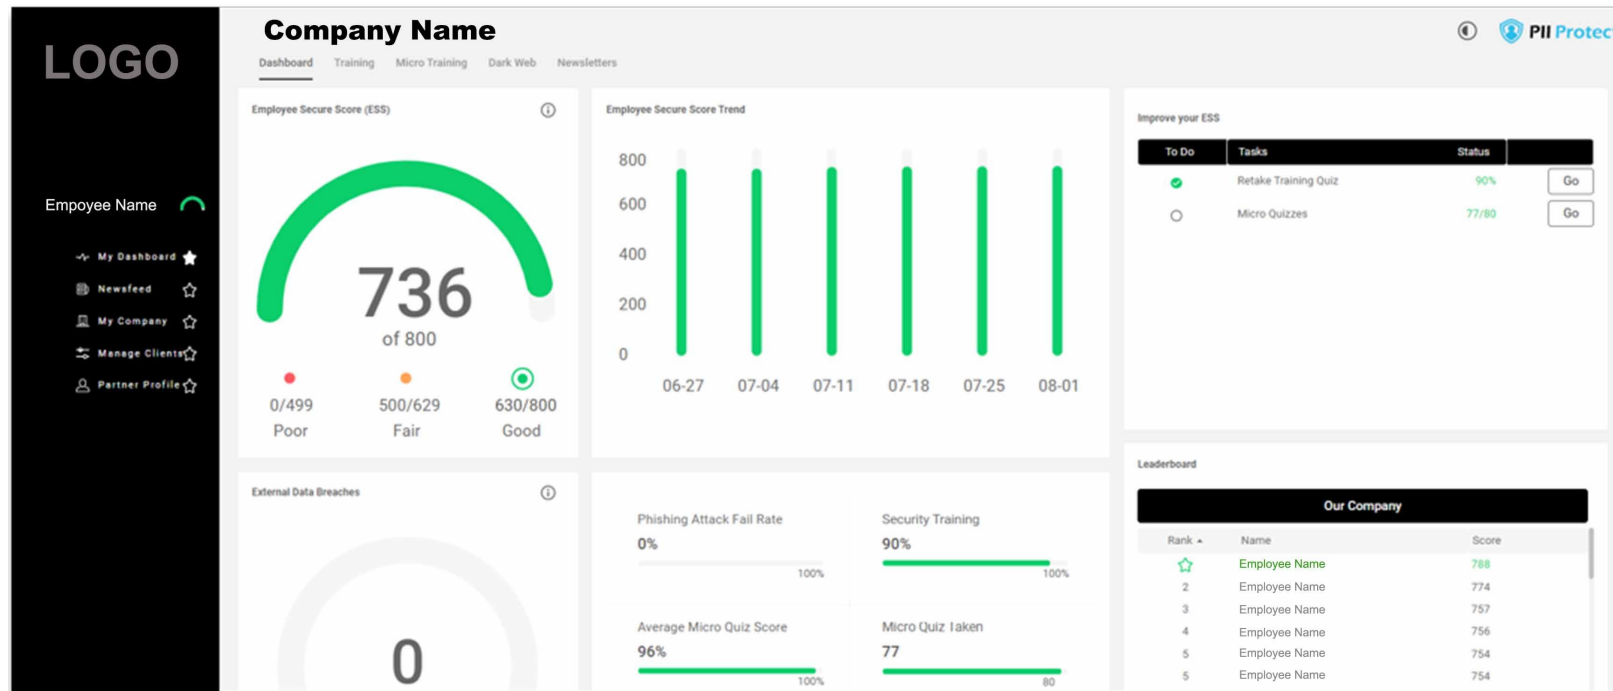 LOGO
Empoyee Name
My Dashboard
Newsfeed
My Company
Manage Clients
Partner Profile
Company Name
PII Protec
Dashboard Training Micro Training Dark Web Newsletters
Employee Secure Score (ESS)
736
of 800
0/499 500/629 630/800
Poor Fair Good
Employee Secure Score Trend
800
600
400
200
0
06-27 07-04 07-11 07-18 07-25 08-01
Improve your ESS
To Do Tasks Status
Retake Training Quiz 90% Go
Micro Quizzes 77/80 Go
External Data Breaches
0
Phishing Attack Fail Rate
0%
100%
Security Training
90%
100%
Average Micro Quiz Score
96%
100%
Micro Quiz Taken
77
80
Leaderboard
Our Company
Rank Name Score
Employee Name 788
2 Employee Name 774
3 Employee Name 757
4 Employee Name 756
5 Employee Name 754
5 Employee Name 754